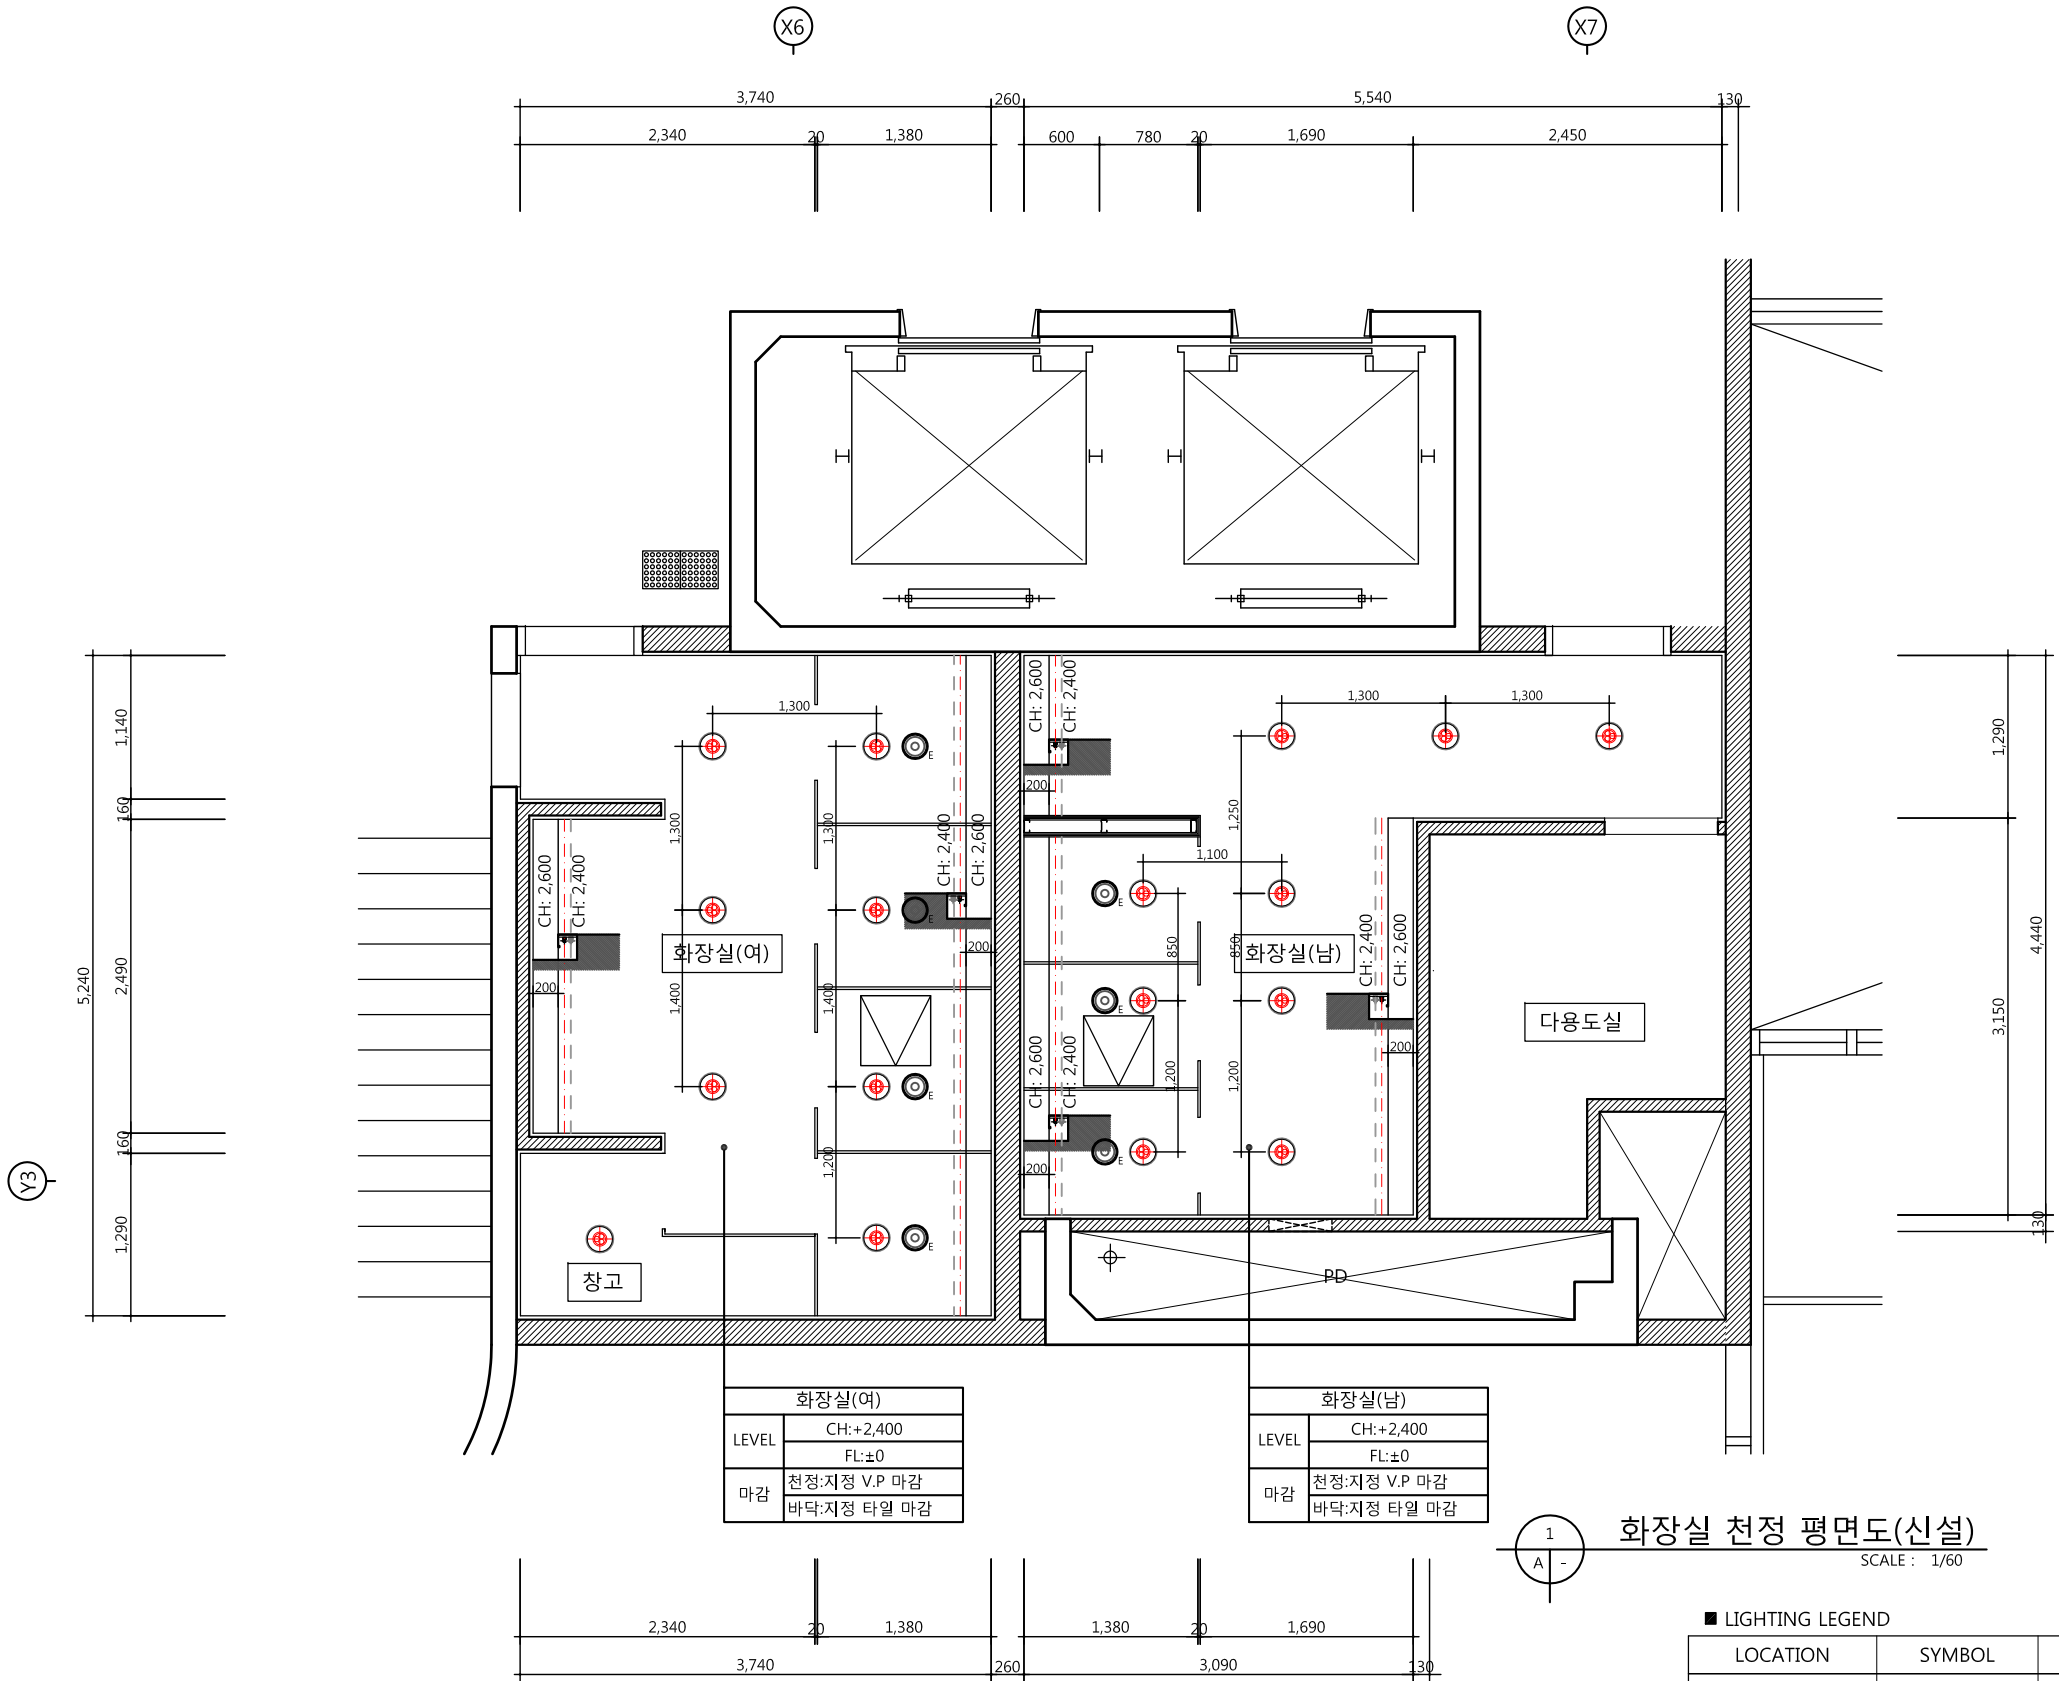 X6
X7
3,740
260
5,540
130
2,340
20
1,380
600
780
20
1,690
2,450
CH: 2,600
CH: 2,400
1,300
1,300
1,300
1,140
1,290
E
200
160
1,300
1,300
1,250
CH: 2,400
CH: 2,600
1,100
CH: 2,600
CH: 2,400
E
E
CH: 2,400
CH: 2,600
화장실(여)
200
850
850
화장실(남)
4,440
5,240
2,490
200
1,400
1,400
E
다용도실
3,150
CH: 2,600
CH: 2,400
200
1,200
1,200
E
160
1,200
E
200
Y3
1,290
130
E
창고
PD
화장실(여)
LEVEL
CH:+2,400
FL:±0
마감
천정:지정 V.P 마감
바닥:지정 타일 마감
화장실(남)
LEVEL
CH:+2,400
FL:±0
마감
천정:지정 V.P 마감
바닥:지정 타일 마감
1
A
-
화장실 천정 평면도(신설)
SCALE : 1/60
2,340
20
1,380
1,380
20
1,690
3,740
260
3,090
130
■ LIGHTING LEGEND
LOCATION
SYMBOL